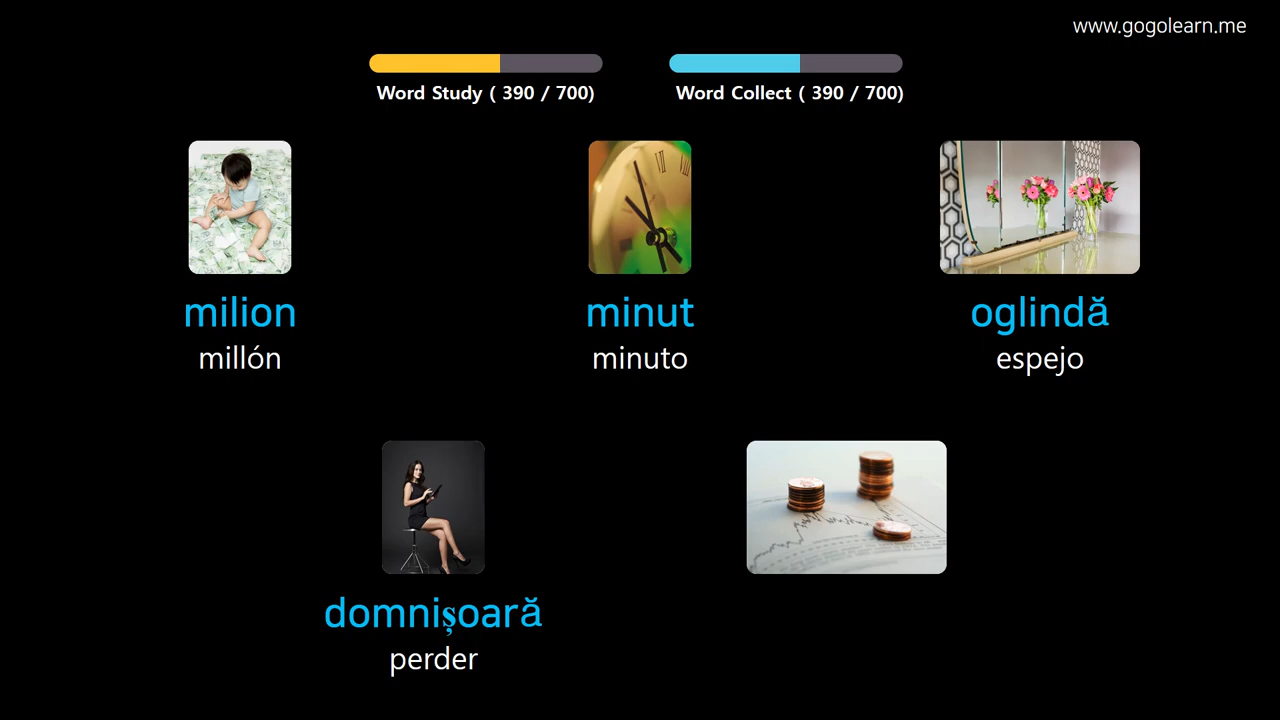 www.gogolearn.me
Word Study ( 390 / 700)
Word Collect ( 390 / 700)
milion
millón
minut
minuto
oglindă
espejo
domnișoară
perder